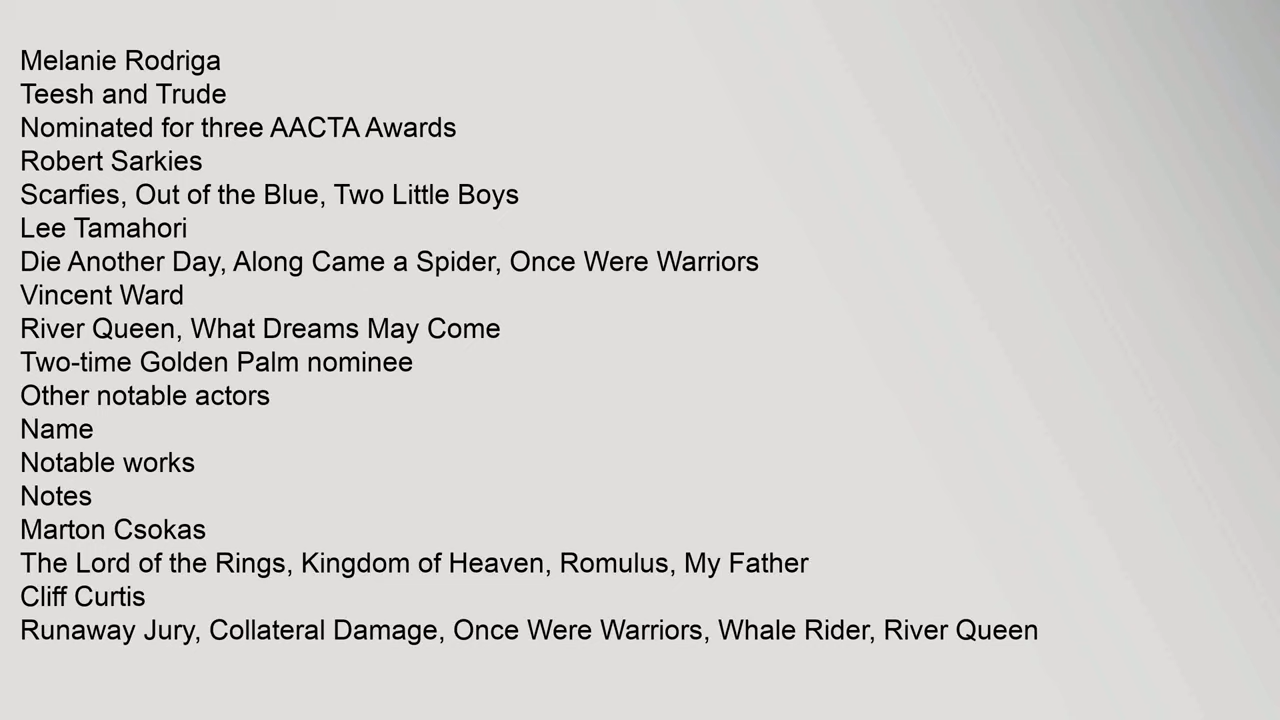 Melanie Rodriga
Teesh and Trude
Nominated for three AACTA Awards
Robert Sarkies
Scarfies, Out of the Blue, Two Little Boys
Lee Tamahori
Die Another Day, Along Came a Spider, Once Were Warriors
Vincent Ward
River Queen, What Dreams May Come
Two-time Golden Palm nominee
Other notable actors
Name
Notable works
Notes
Marton Csokas
The Lord of the Rings, Kingdom of Heaven, Romulus, My Father
Cliff Curtis
Runaway Jury, Collateral Damage, Once Were Warriors, Whale Rider, River Queen